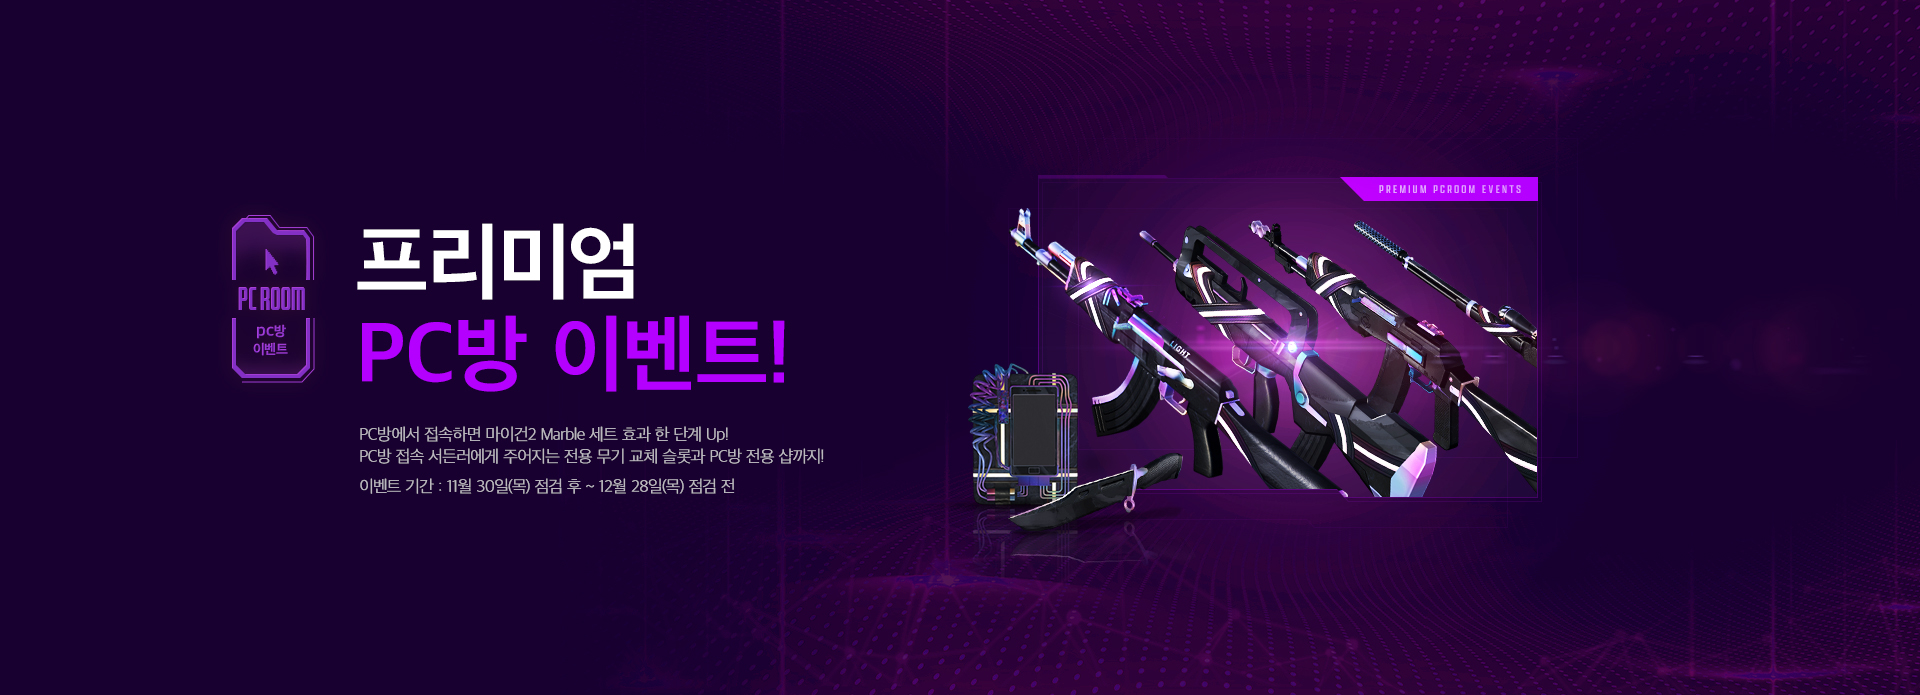 PC ROOM
pc방
이벤트
프리미엄
PC방 이벤트!
PC방에서 접속하면 마이건2 Marble 세트 효과 한 단계 Up!
PC방 접속 서든러에게 주어지는 전용 무기 교체 슬롯과 PC방 전용 샵까지!
이벤트 기간 : 11월 30일(목) 점검 후 ~ 12월 28일(목) 점검 전
PREMIUM PCROOM EVENTS
LIGHT